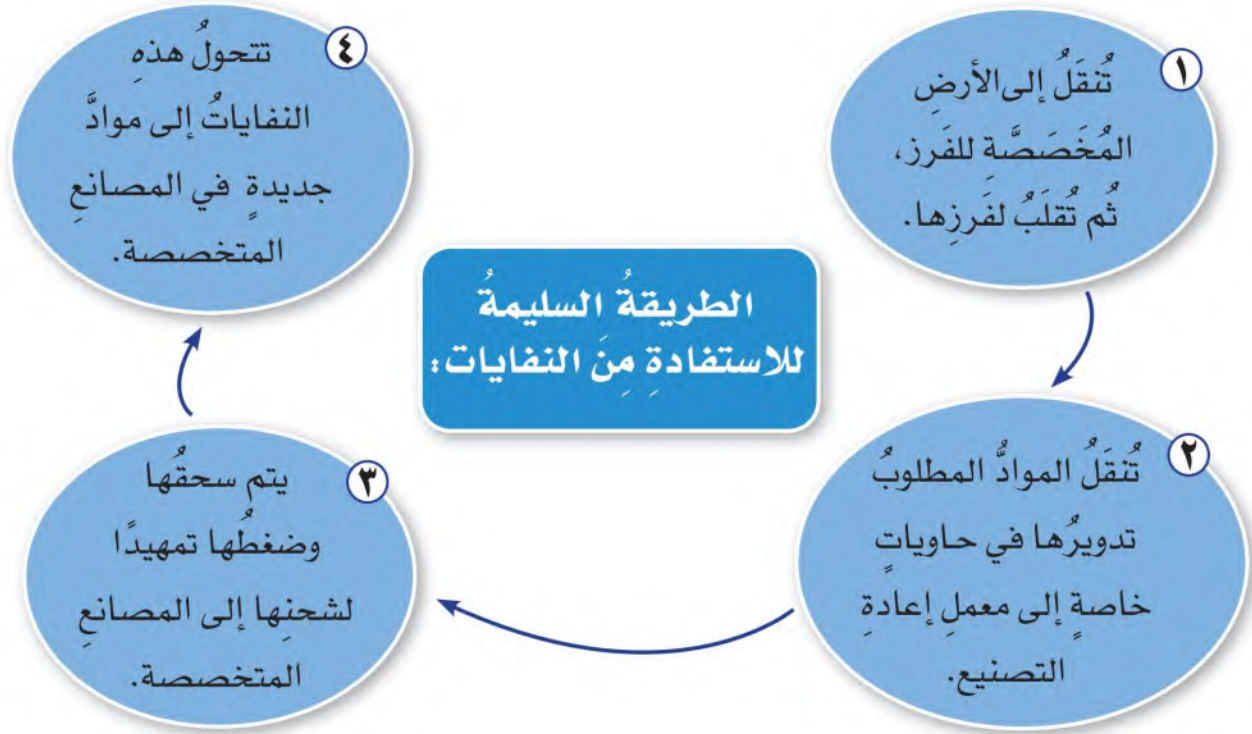 الطريقةُ السليمةُ
للاستفادةِ مِنَ النفايات:
١
تُنقَلُ إلى الأرضِ
المُخَصَصَّةِ للفَرز،
ثُم تُقلَبُ لفَرزِها.
٢
تُنقَلُ الموادُّ المطلوبُ
تدويرُها في حاوياتٍ
خاصةٍ إلى معملِ إعادةِ
التصنيع.
٣
يتم سحقُها
وضغطُها تمهيدًا
لشحنِها إلى المصانعِ
المتخصصة.
٤
تتحولُ هذهِ
النفاياتُ إلى موادَّ
جديدةٍ في المصانعِ
المتخصصة.